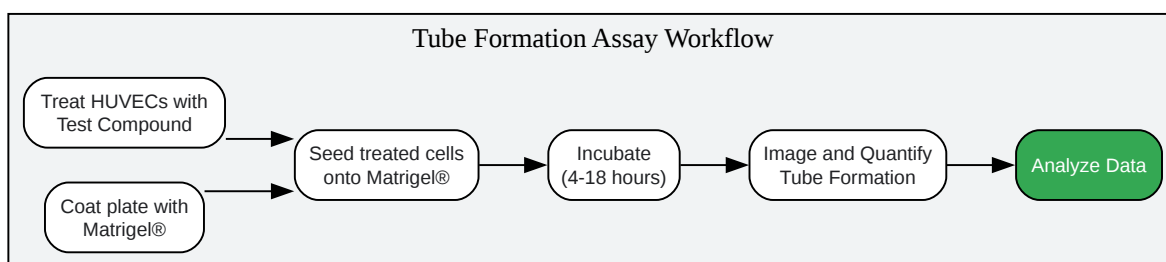 Tube Formation Assay Workflow
Treat HUVECs with
Test Compound
Coat plate with
Matrigel®
Seed treated cells
onto Matrigel®
Incubate
(4-18 hours)
Image and Quantify
Tube Formation
Analyze Data